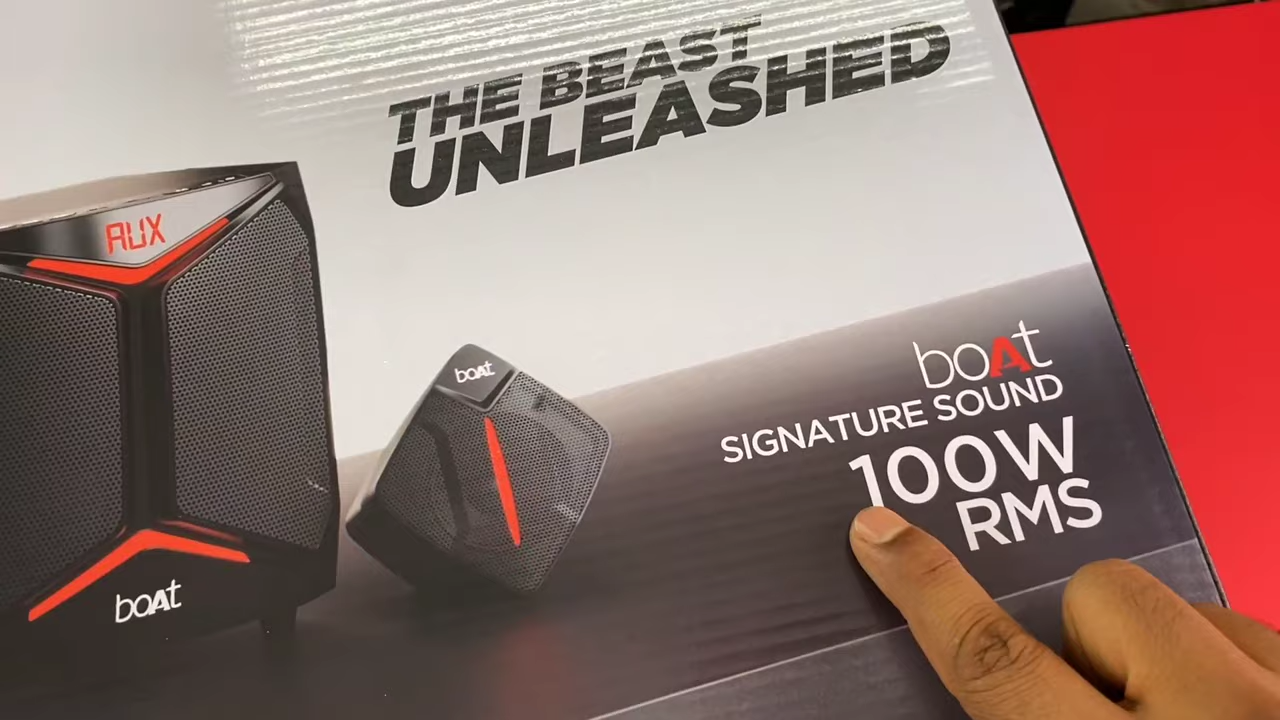 THE BEAST
UNLEASHED
AUX
boAt
boAt
boAt
SIGNATURE SOUND
100W
RMS